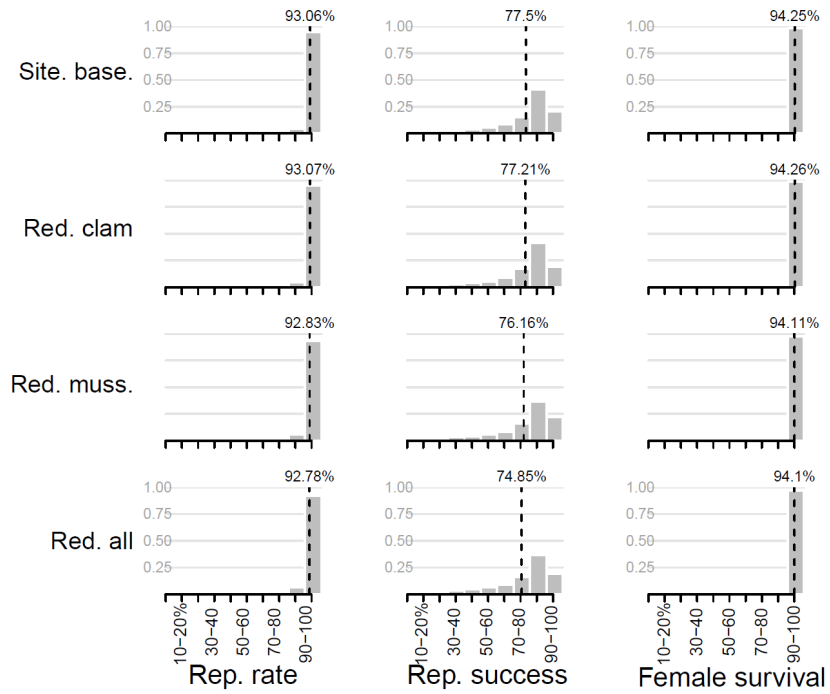 93.06% 77.5% 94.25%
Site. base.
1.00 1.00 1.00
0.75 0.75 0.75
0.50 0.50 0.50
0.25 0.25 0.25
93.07% 77.21% 94.26%
Red. clam
92.83% 76.16% 94.11%
Red. muss.
92.78% 74.85% 94.1%
Red. all
1.00 1.00 1.00
0.75 0.75 0.75
0.50 0.50 0.50
0.25 0.25 0.25
10−20% 30−40 50−60 70−80 90−100 10−20% 30−40 50−60 70−80 90−100 10−20% 30−40 50−60 70−80 90−100
Rep. rate Rep. success Female survival